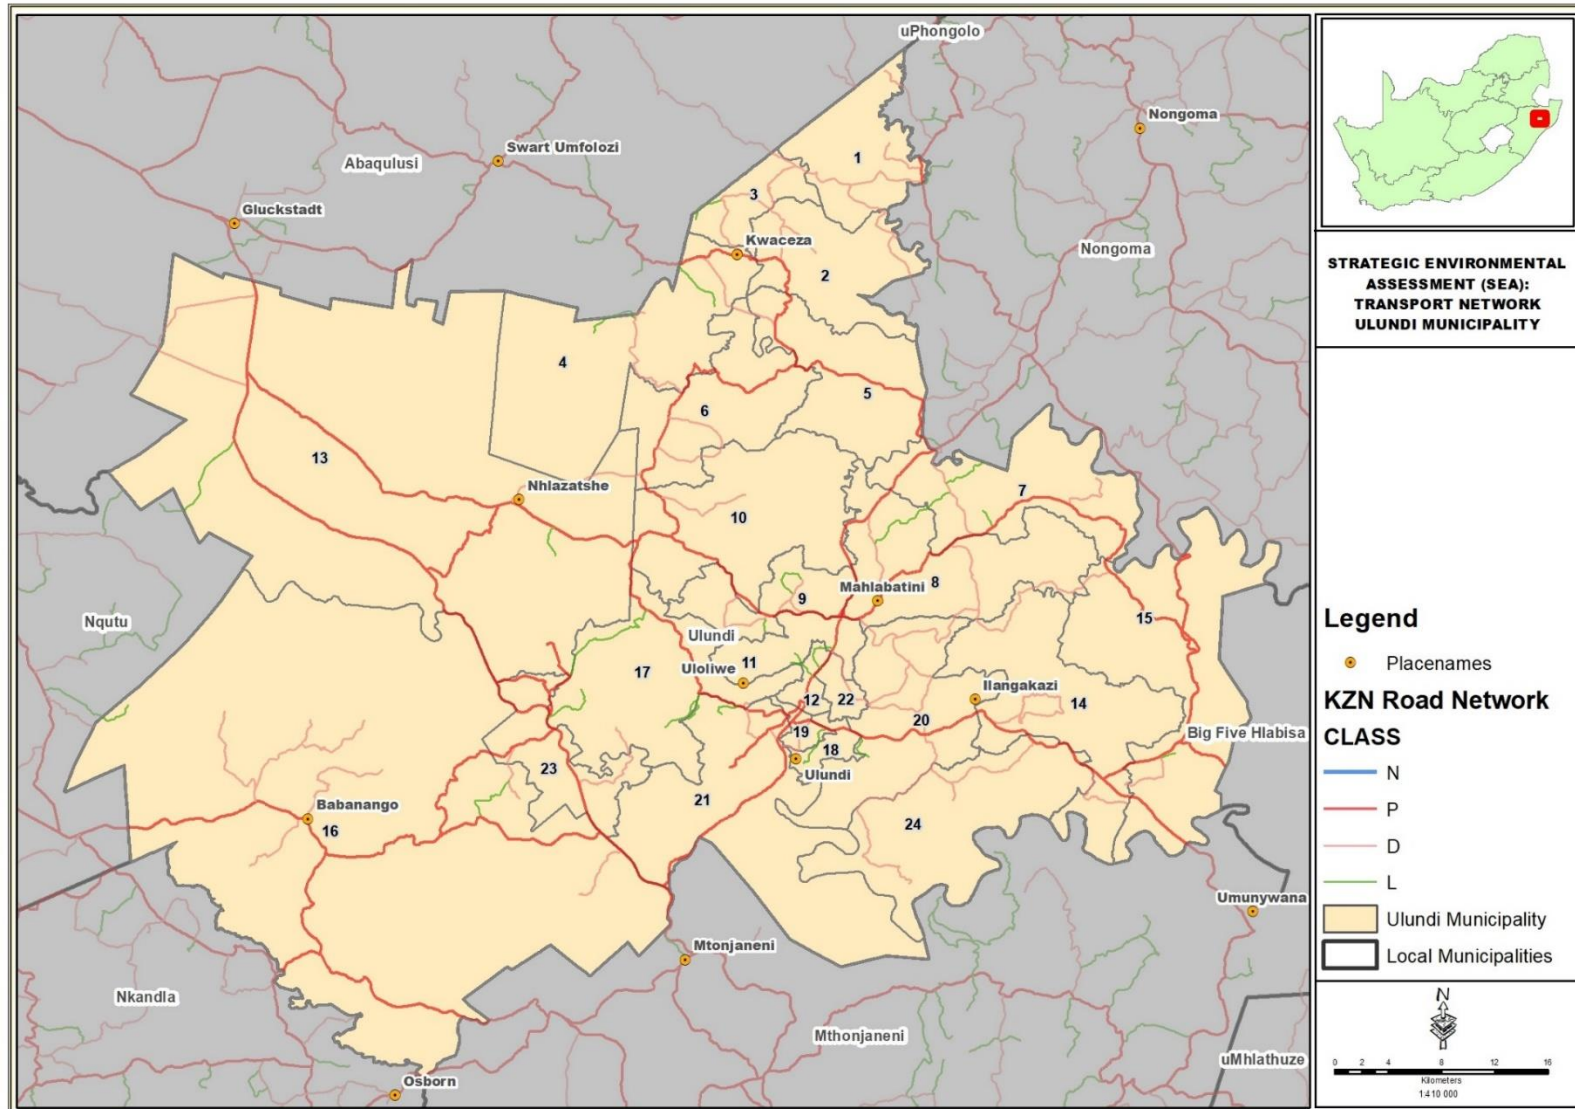 uPhongolo
Nongoma
Swart Umfolozi
Abaqulusi
1
3
Gluckstadt
Kwaceza
Nongoma
2
4
5
6
13
7
Nhlazatshe
10
8
Mahlabatini
9
15
Nqutu
Ulundi
11
17
Uloliwe
Ilangakazi
12
22
14
20
19
Big Five Hlabisa
18
Ulundi
23
21
Babanango
16
24
Umunywana
Mtonjaneni
Nkandla
Mthonjaneni
uMhlathuze
Osborn
STRATEGIC ENVIRONMENTAL
ASSESSMENT (SEA):
TRANSPORT NETWORK
ULUNDI MUNICIPALITY
Legend
Placenames
KZN Road Network
CLASS
N
P
D
L
Ulundi Municipality
Local Municipalities
N
0 2 4 8 12 16
Kilometers
1:410 000